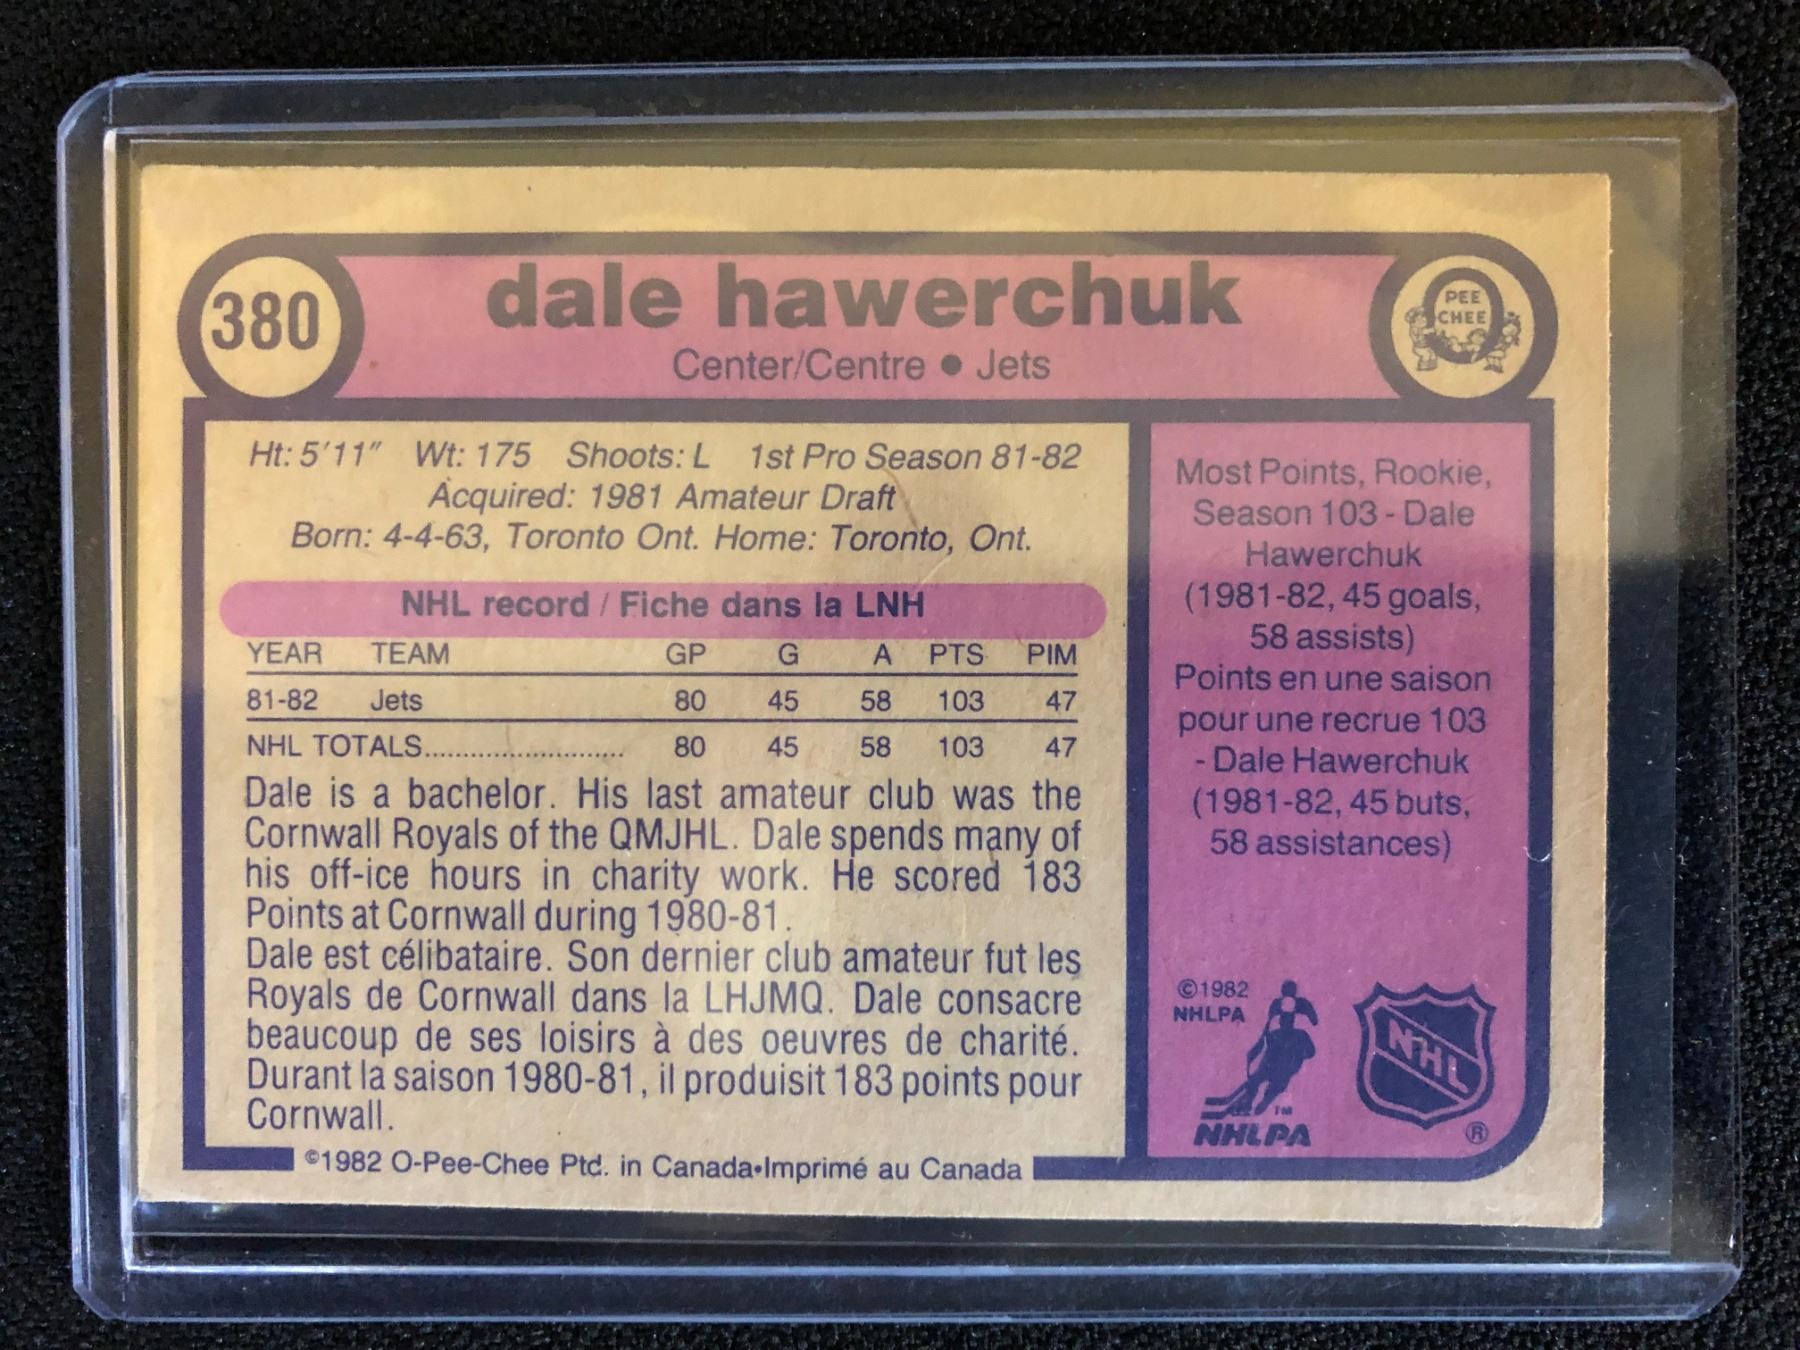 380
dale hawerchuk
PEE
CHEE
Center/Centre ● Jets
Ht: 5'11" Wt: 175 Shoots: L 1st Pro Season 81-82
Acquired: 1981 Amateur Draft
Born: 4-4-63, Toronto Ont. Home: Toronto, Ont.
NHL record / Fiche dans la LNH
YEAR TEAM GP G A PTS PIM
81-82 Jets 80 45 58 103 47
NHL TOTALS.......................... 80 45 58 103 47
Dale is a bachelor. His last amateur club was the
Cornwall Royals of the QMJHL. Dale spends many of
his off-ice hours in charity work. He scored 183
Points at Cornwall during 1980-81.
Dale est célibataire. Son dernier club amateur fut les
Royals de Cornwall dans la LHJMQ. Dale consacre
beaucoup de ses loisirs à des oeuvres de charité.
Durant la saison 1980-81, il produisit 183 points pour
Cornwall.
Most Points, Rookie,
Season 103 - Dale
Hawerchuk
(1981-82, 45 goals,
58 assists)
Points en une saison
pour une recrue 103
- Dale Hawerchuk
(1981-82, 45 buts,
58 assistances)
©1982
NHLPA
TM
NHLPA
NHL
®
©1982 O-Pee-Chee Ptd. in Canada•Imprimé au Canada